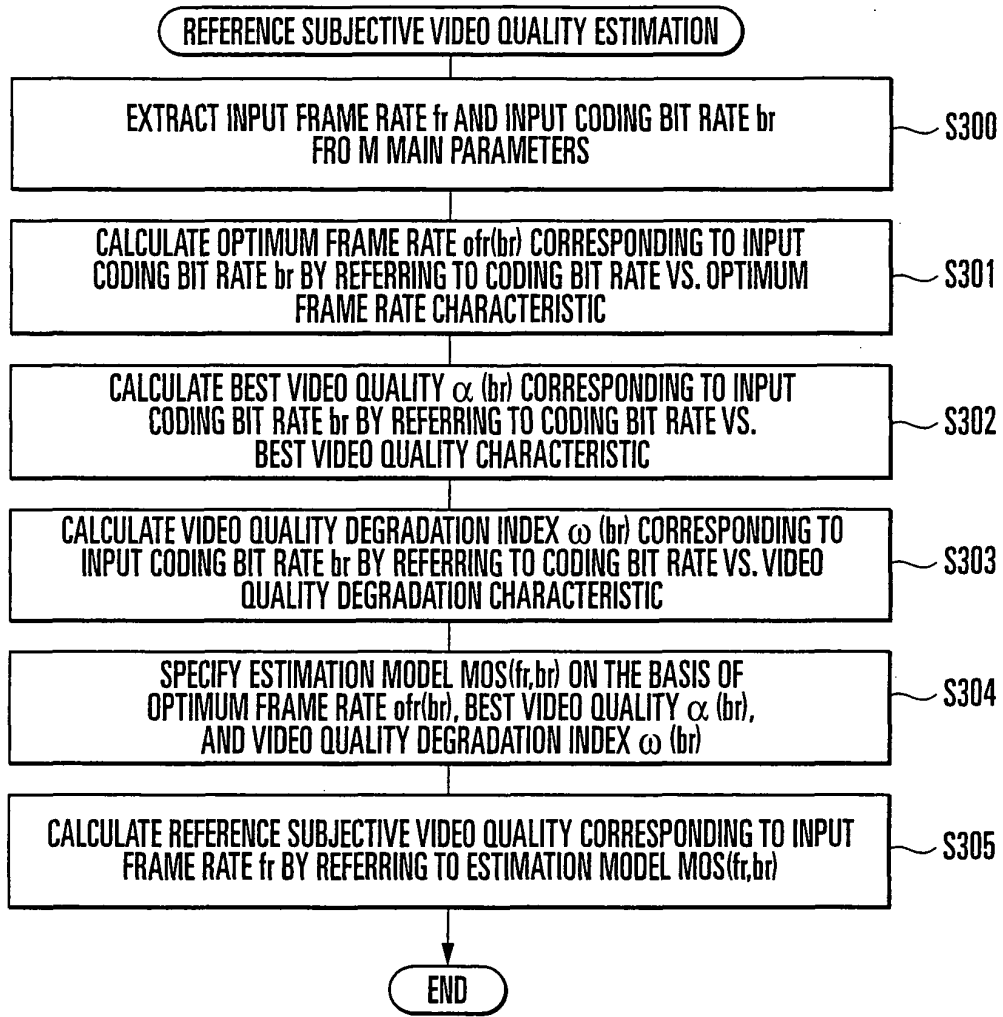 REFERENCE SUBJECTIVE VIDEO QUALITY ESTIMATION
EXTRACT INPUT FRAME RATE fr AND INPUT CODING BIT RATE br
FRO M MAIN PARAMETERS
S300
CALCULATE OPTIMUM FRAME RATE ofr(br) CORRESPONDING TO INPUT
CODING BIT RATE br BY REFERRING TO CODING BIT RATE VS. OPTIMUM
FRAME RATE CHARACTERISTIC
S301
CALCULATE BEST VIDEO QUALITY α (br) CORRESPONDING TO INPUT
CODING BIT RATE br BY REFERRING TO CODING BIT RATE VS.
BEST VIDEO QUALITY CHARACTERISTIC
S302
CALCULATE VIDEO QUALITY DEGRADATION INDEX ω (br) CORRESPONDING TO
INPUT CODING BIT RATE br BY REFERRING TO CODING BIT RATE VS. VIDEO
QUALITY DEGRADATION CHARACTERISTIC
S303
SPECIFY ESTIMATION MODEL MOS(fr,br) ON THE BASIS OF
OPTIMUM FRAME RATE ofr(br), BEST VIDEO QUALITY α (br),
AND VIDEO QUALITY DEGRADATION INDEX ω (br)
S304
CALCULATE REFERENCE SUBJECTIVE VIDEO QUALITY CORRESPONDING TO INPUT
FRAME RATE fr BY REFERRING TO ESTIMATION MODEL MOS(fr,br)
S305
END